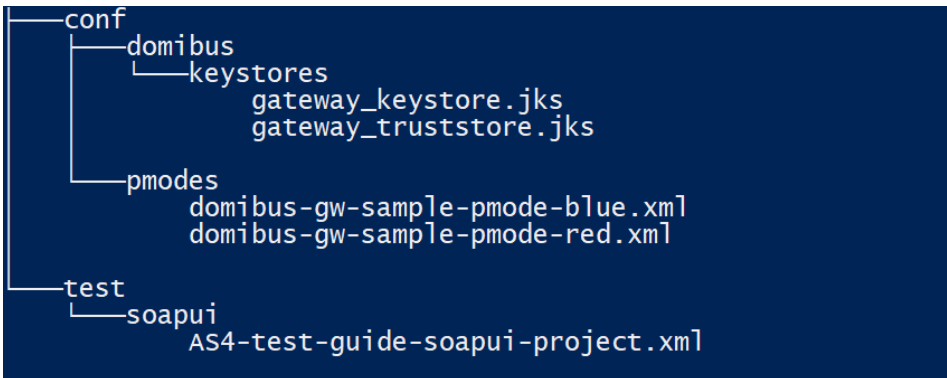 conf
domibus
keystores
gateway_keystore.jks
gateway_truststore.jks
pmodes
domibus-gw-sample-pmode-blue.xml
domibus-gw-sample-pmode-red.xml
test
soapui
AS4-test-guide-soapui-project.xml